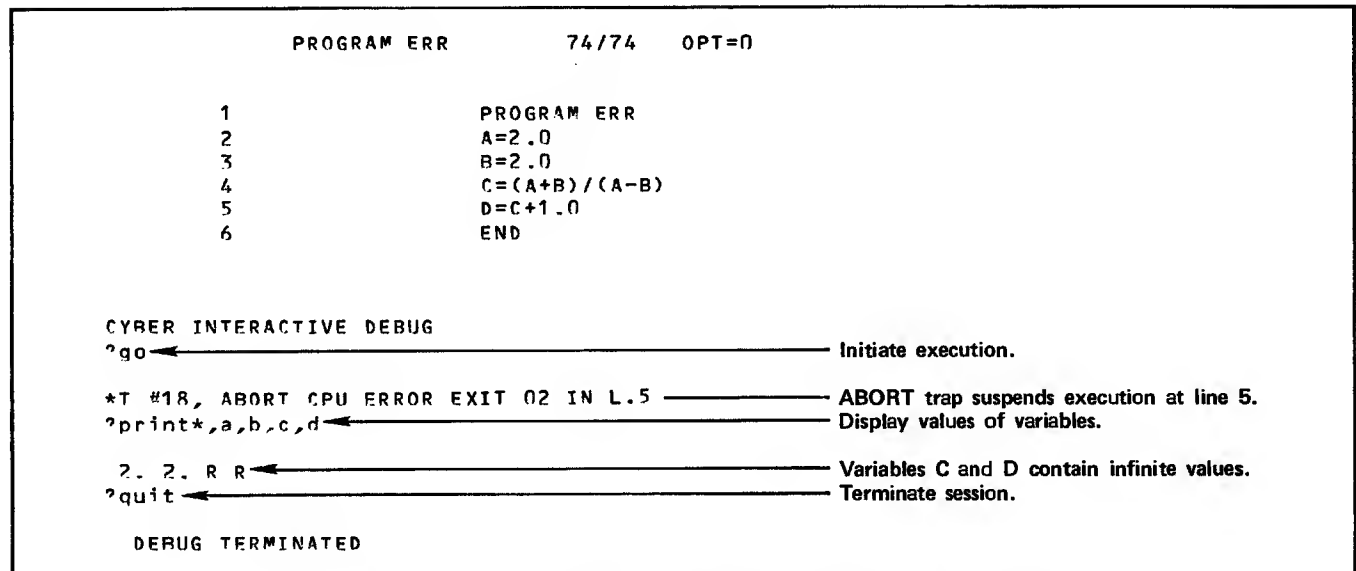 PROGRAM ERR 74/74 OPT=0
1 PROGRAM ERR
2 A=2.0
3 B=2.0
4 C=(A+B)/(A-B)
5 D=C+1.0
6 END
CYBER INTERACTIVE DEBUG
?go Initiate execution.
*T #18, ABORT CPU ERROR EXIT 02 IN L.5 ABORT trap suspends execution at line 5.
?print*,a,b,c,d Display values of variables.
2. 2. R R Variables C and D contain infinite values.
?quit Terminate session.
DEBUG TERMINATED